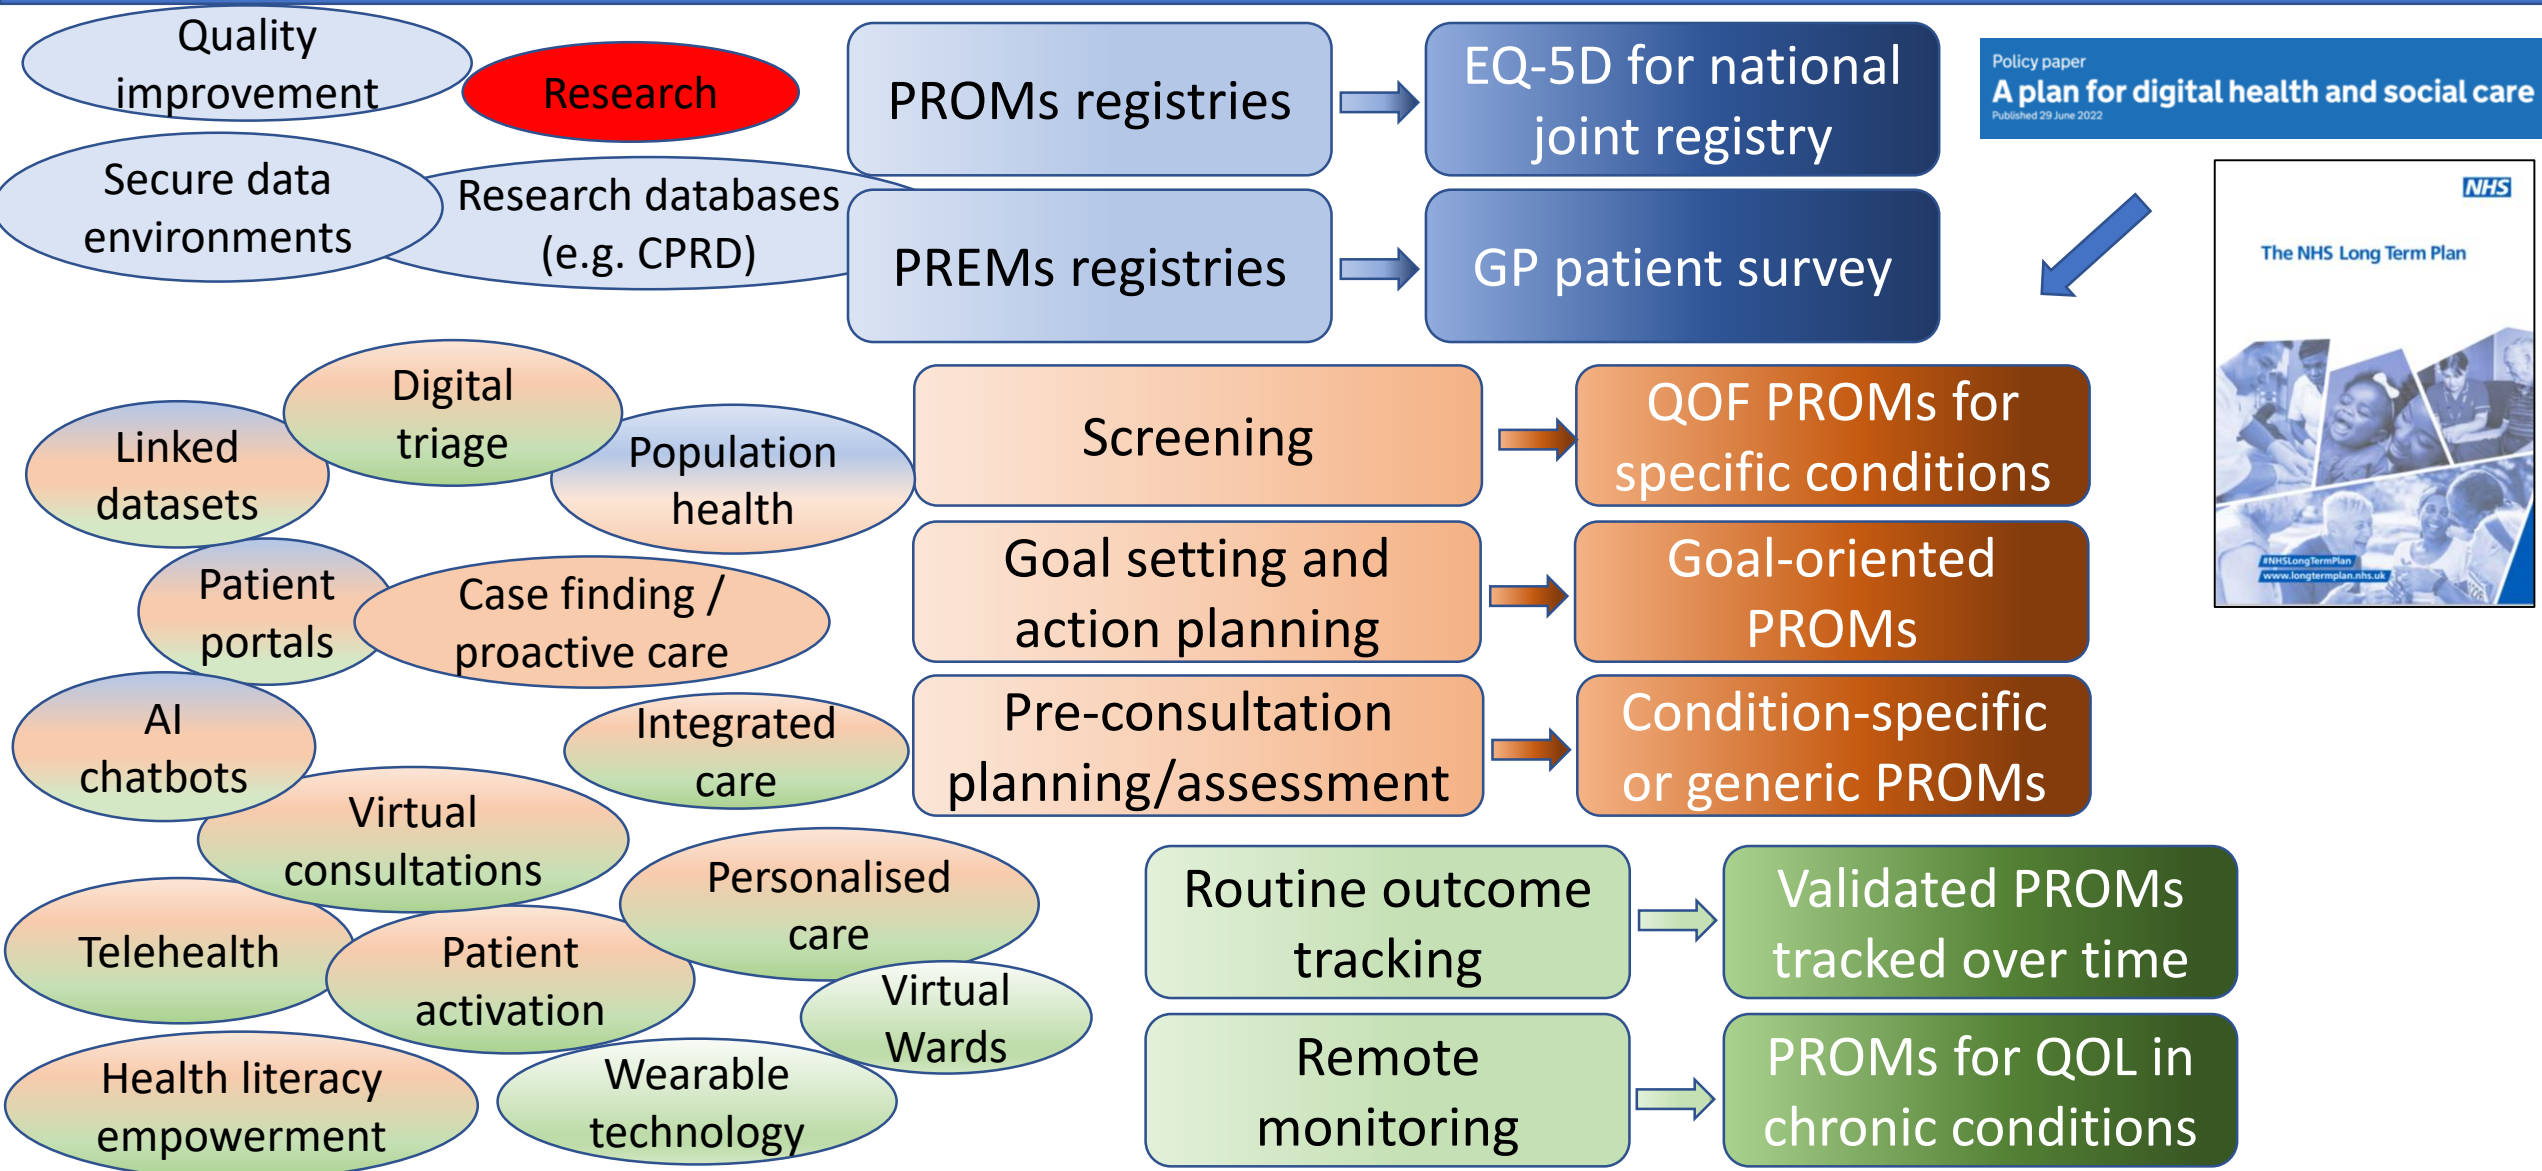 Quality
improvement
Research
Secure data
environments
Research databases
(e.g. CPRD)
PROMs registries
EQ-5D for national
joint registry
PREMs registries
GP patient survey
Policy paper
A plan for digital health and social care
Published 29 June 2022
NHS
The NHS Long Term Plan
#NHSLongTermPlan
www.longtermplan.nhs.uk
Digital
triage
Linked
datasets
Population
health
Patient
portals
Case finding /
proactive care
AI
chatbots
Integrated
care
Virtual
consultations
Personalised
care
Telehealth
Patient
activation
Virtual
Wards
Health literacy
empowerment
Wearable
technology
Screening
QOF PROMs for
specific conditions
Goal setting and
action planning
Goal-oriented
PROMs
Pre-consultation
planning/assessment
Condition-specific
or generic PROMs
Routine outcome
tracking
Validated PROMs
tracked over time
Remote
monitoring
PROMs for QOL in
chronic conditions